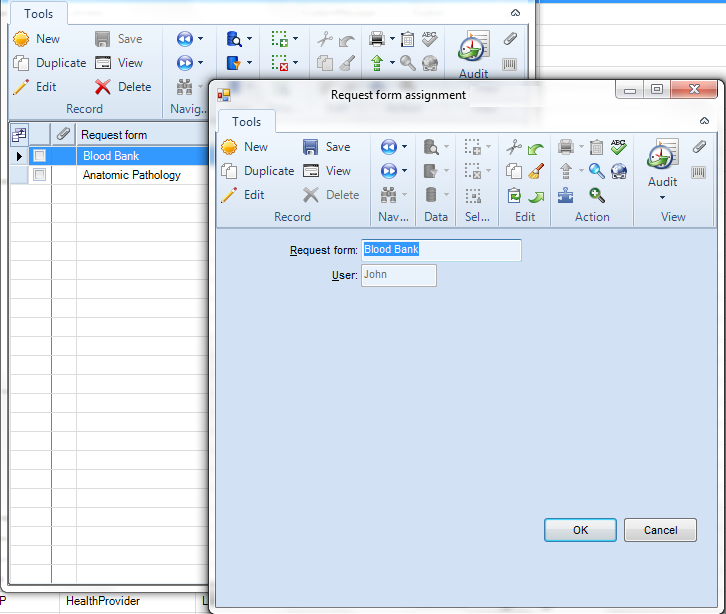 Tools
New
Save
Duplicate
View
Edit
Delete
Record
Navig..
Audit
Request form
Blood Bank
Anatomic Pathology
Request form assignment
Tools
New
Save
Duplicate
View
Edit
Delete
Record
Nav...
Data
Sel...
Edit
Action
Audit
View
ABC
ABC
Request form: Blood Bank
User: John
OK
Cancel
P
HealthProvider
L